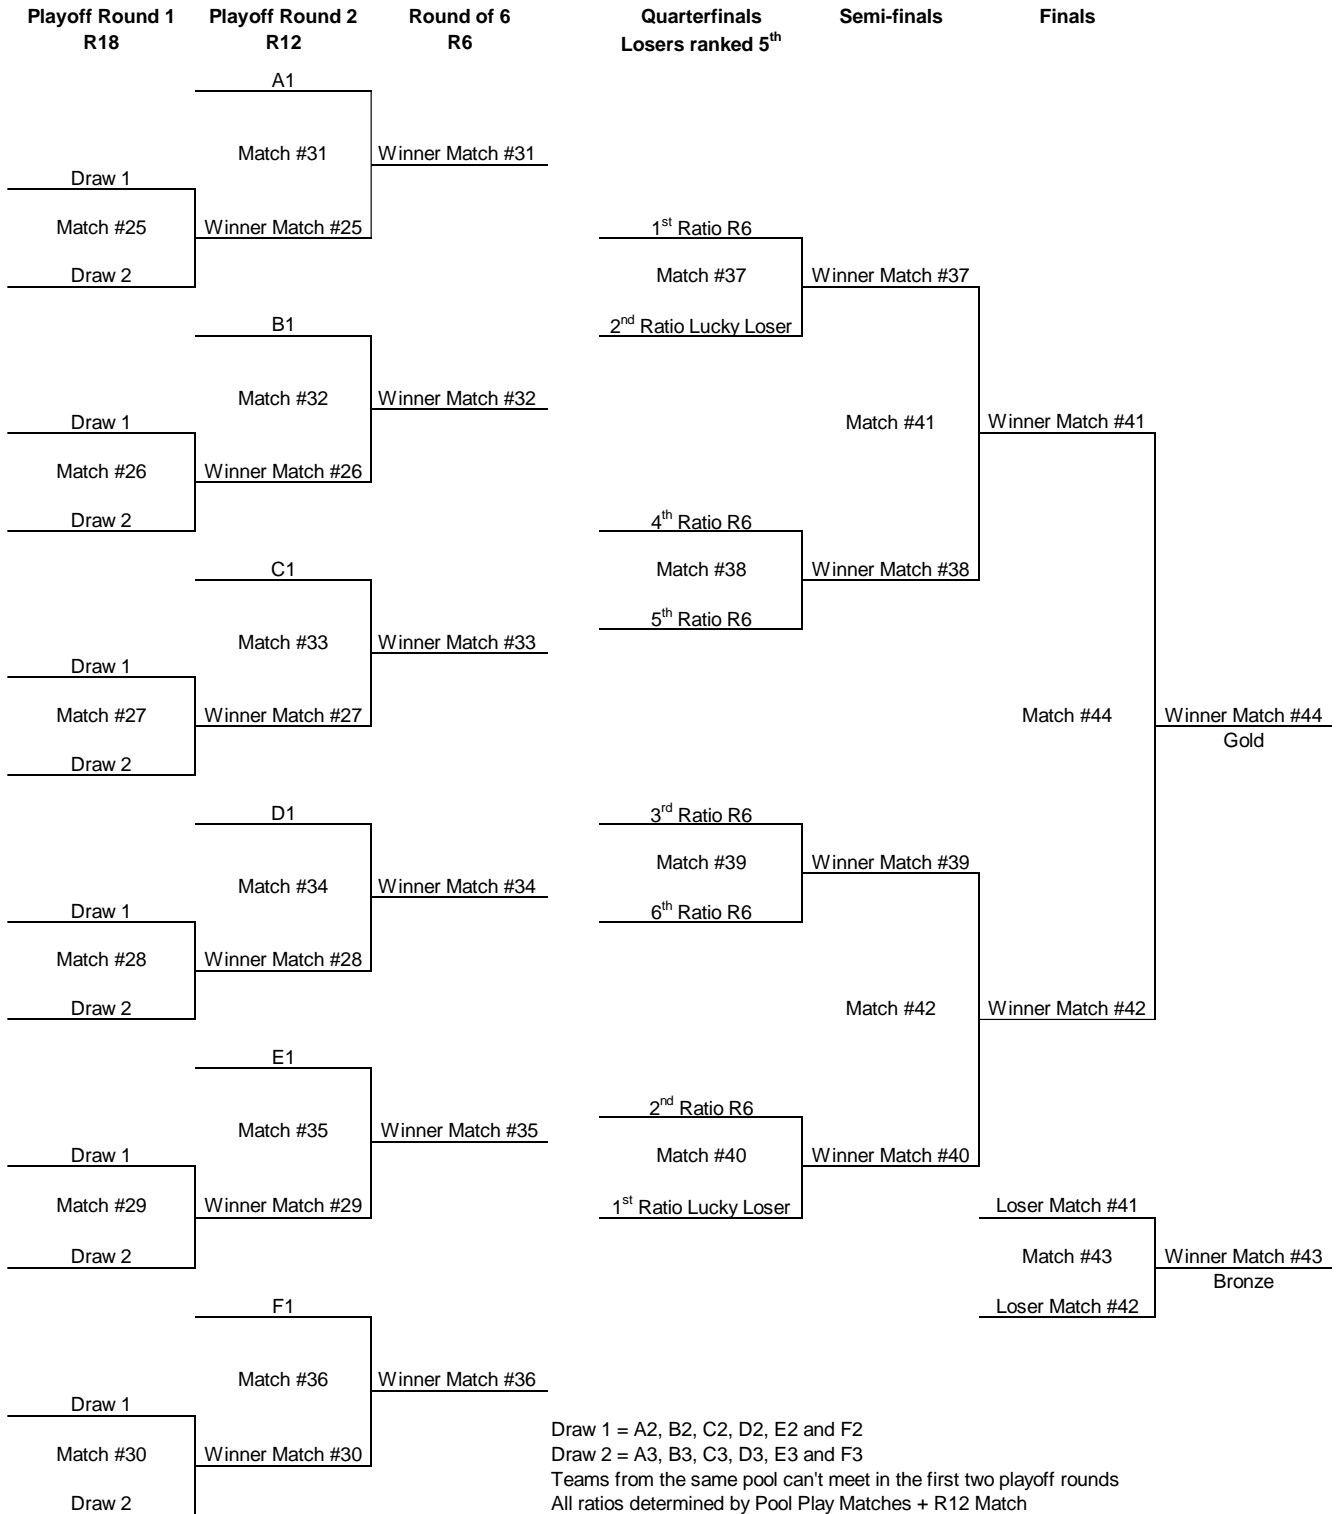 Playoff Round 1 Playoff Round 2 Round of 6 Quarterfinals Semi-finals Finals
R18 R12 R6 Losers ranked 5th
A1
Match #31 Winner Match #31
Draw 1
Match #25 Winner Match #25 1st Ratio R6
Draw 2 Match #37 Winner Match #37
B1 2nd Ratio Lucky Loser
Match #32 Winner Match #32
Draw 1 Match #41 Winner Match #41
Match #26 Winner Match #26
Draw 2 4th Ratio R6
C1 Match #38 Winner Match #38
5th Ratio R6
Match #33 Winner Match #33
Draw 1
Match #27 Winner Match #27 Match #44 Winner Match #44
Gold
Draw 2
D1 3rd Ratio R6
Match #39 Winner Match #39
Match #34 Winner Match #34
Draw 1 6th Ratio R6
Match #28 Winner Match #28
Draw 2 Match #42 Winner Match #42
E1
2nd Ratio R6
Match #35 Winner Match #35
Draw 1 Match #40 Winner Match #40
Match #29 Winner Match #29 1st Ratio Lucky Loser Loser Match #41
Draw 2 Match #43 Winner Match #43
Bronze
F1 Loser Match #42
Match #36 Winner Match #36
Draw 1
Draw 1 = A2, B2, C2, D2, E2 and F2
Match #30 Winner Match #30 Draw 2 = A3, B3, C3, D3, E3 and F3
Teams from the same pool can't meet in the first two playoff rounds
Draw 2 All ratios determined by Pool Play Matches + R12 Match